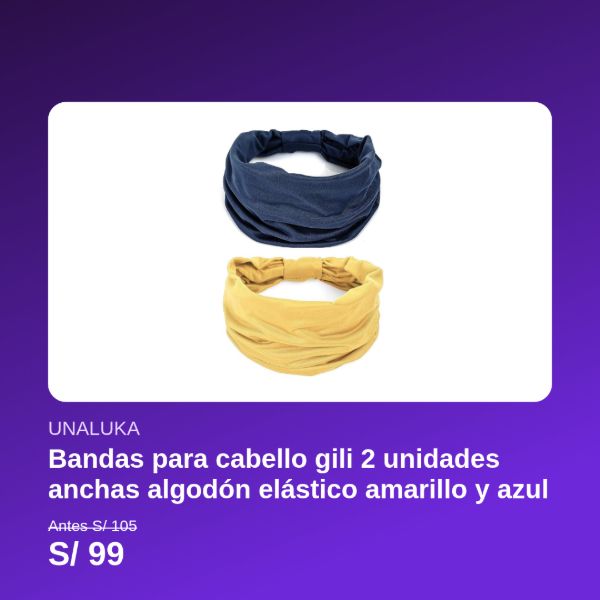 UNALUKA
Bandas para cabello gili 2 unidades
anchas algodón elástico amarillo y azul
Antes S/ 105
S/ 99